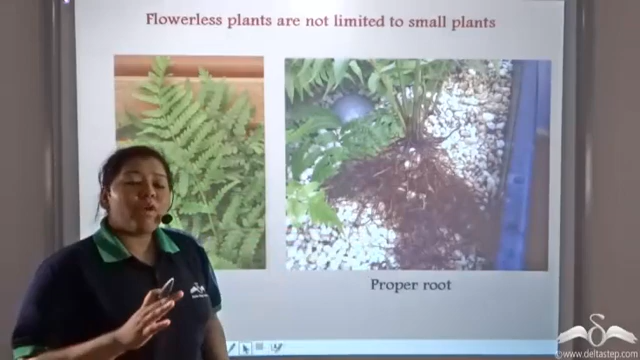 Flowerless plants are not limited to small plants
Proper root
©www.deltastep.com